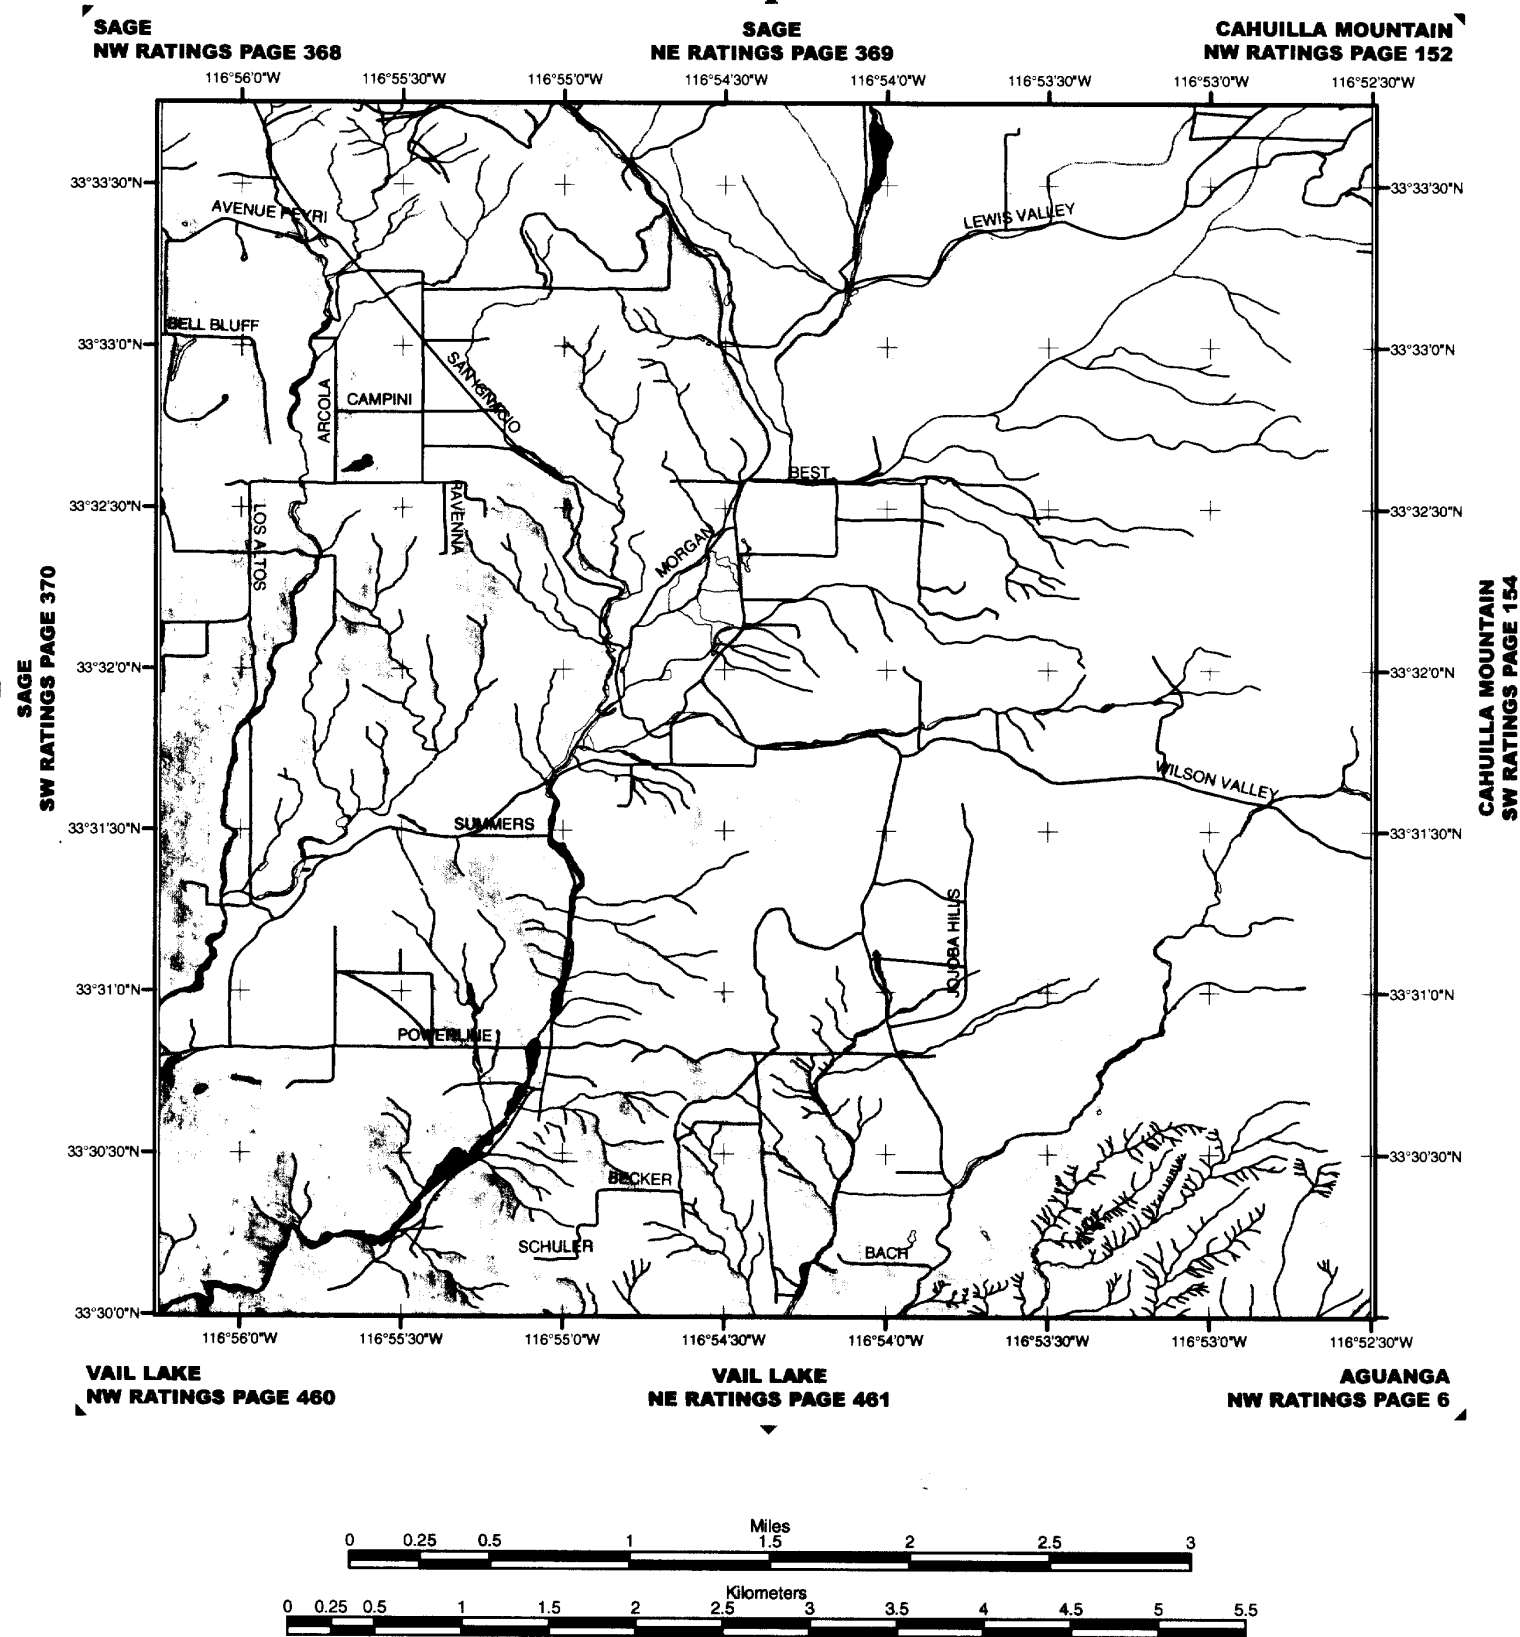 SAGE
NW RATINGS PAGE 368
SAGE
NE RATINGS PAGE 369
CAHUILLA MOUNTAIN
NW RATINGS PAGE 152
116°56'0"W
116°55'30"W
116°55'0"W
116°54'30"W
116°54'0"W
116°53'30"W
116°53'0"W
116°52'30"W
33°33'30"N
33°33'30"N
AVENUE PEYRI
LEWIS VALLEY
BELL BLUFF
33°33'0"N
33°33'0"N
SAN IGNACIO
ARCOLA
CAMPINI
BEST
33°32'30"N
33°32'30"N
LOS ALTOS
RAVENNA
MORGAN
SAGE
SW RATINGS PAGE 370
CAHUILLA MOUNTAIN
SW RATINGS PAGE 154
33°32'0"N
33°32'0"N
WILSON VALLEY
33°31'30"N
SUMMERS
33°31'30"N
JOJOBA HILLS
33°31'0"N
33°31'0"N
POWERLINE
33°30'30"N
33°30'30"N
BECKER
SCHULER
BACH
33°30'0"N
116°56'0"W
116°55'30"W
116°55'0"W
116°54'30"W
116°54'0"W
116°53'30"W
116°53'0"W
116°52'30"W
VAIL LAKE
NW RATINGS PAGE 460
VAIL LAKE
NE RATINGS PAGE 461
AGUANGA
NW RATINGS PAGE 6
Miles
0 0.25 0.5 1 1.5 2 2.5 3
Kilometers
0 0.25 0.5 1 1.5 2 2.5 3 3.5 4 4.5 5 5.5